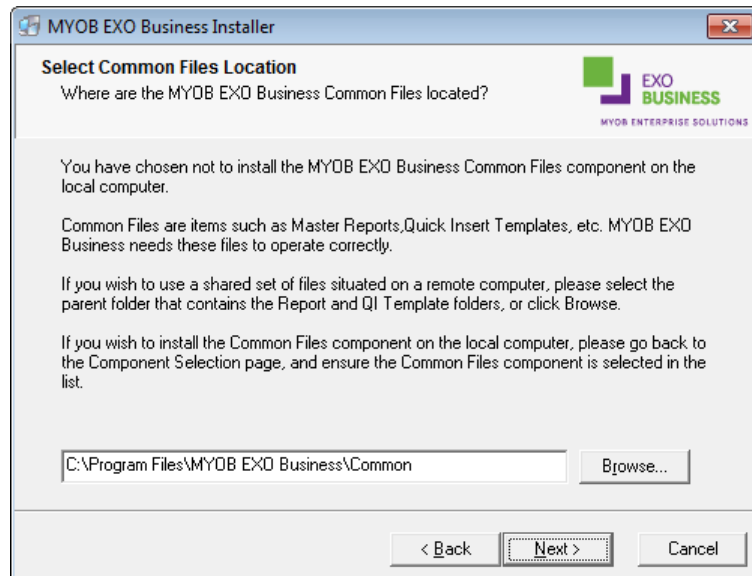 MYOB EXO Business Installer
Select Common Files Location
Where are the MYOB EXO Business Common Files located?
EXO
BUSINESS
MYOB ENTERPRISE SOLUTIONS
You have chosen not to install the MYOB EXO Business Common Files component on the
local computer.
Common Files are items such as Master Reports,Quick Insert Templates, etc. MYOB EXO
Business needs these files to operate correctly.
If you wish to use a shared set of files situated on a remote computer, please select the
parent folder that contains the Report and QI Template folders, or click Browse.
If you wish to install the Common Files component on the local computer, please go back to
the Component Selection page, and ensure the Common Files component is selected in the
list.
C:\Program Files\MYOB EXO Business\Common
Browse...
< Back
Next >
Cancel